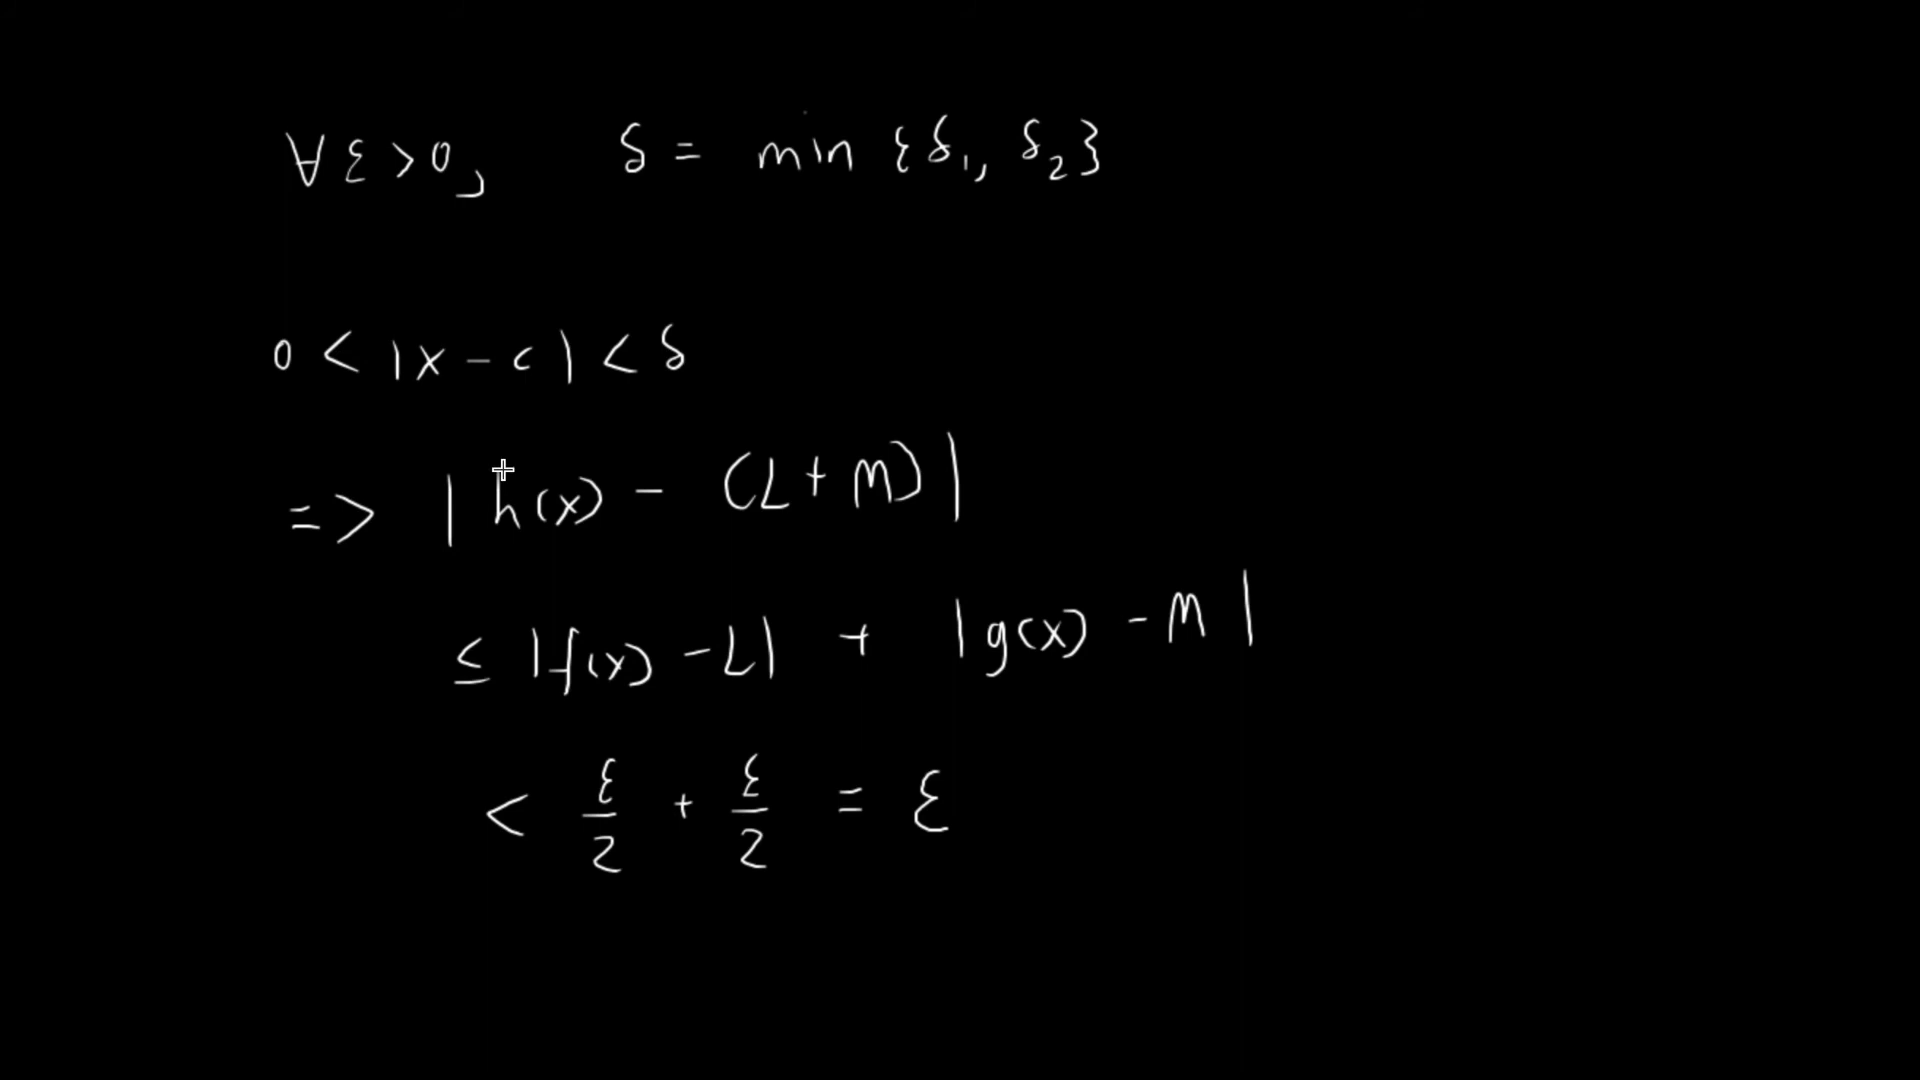 ∀ε>0, δ = min {δ₁, δ₂}
0 < |x - c| < δ
=> | h(x) - (L + M) |
≤ |f(x) - L| + |g(x) - M |
< ε/2 + ε/2 = ε